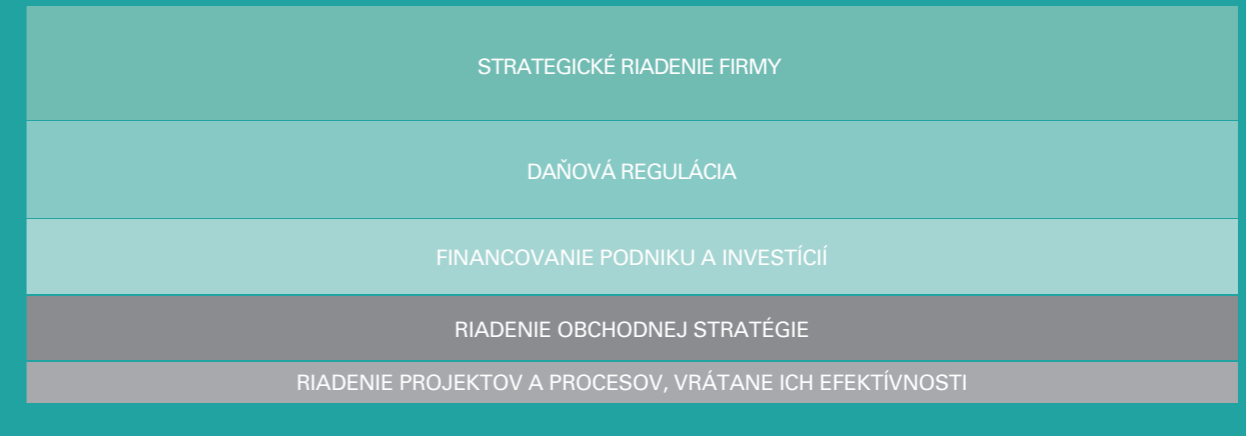 STRATEGICKÉ RIADENIE FIRMY
DAŇOVÁ REGULÁCIA
FINANCOVANIE PODNIKU A INVESTÍCIÍ
RIADENIE OBCHODNEJ STRATÉGIE
RIADENIE PROJEKTOV A PROCESOV, VRÁTANE ICH EFEKTÍVNOSTI